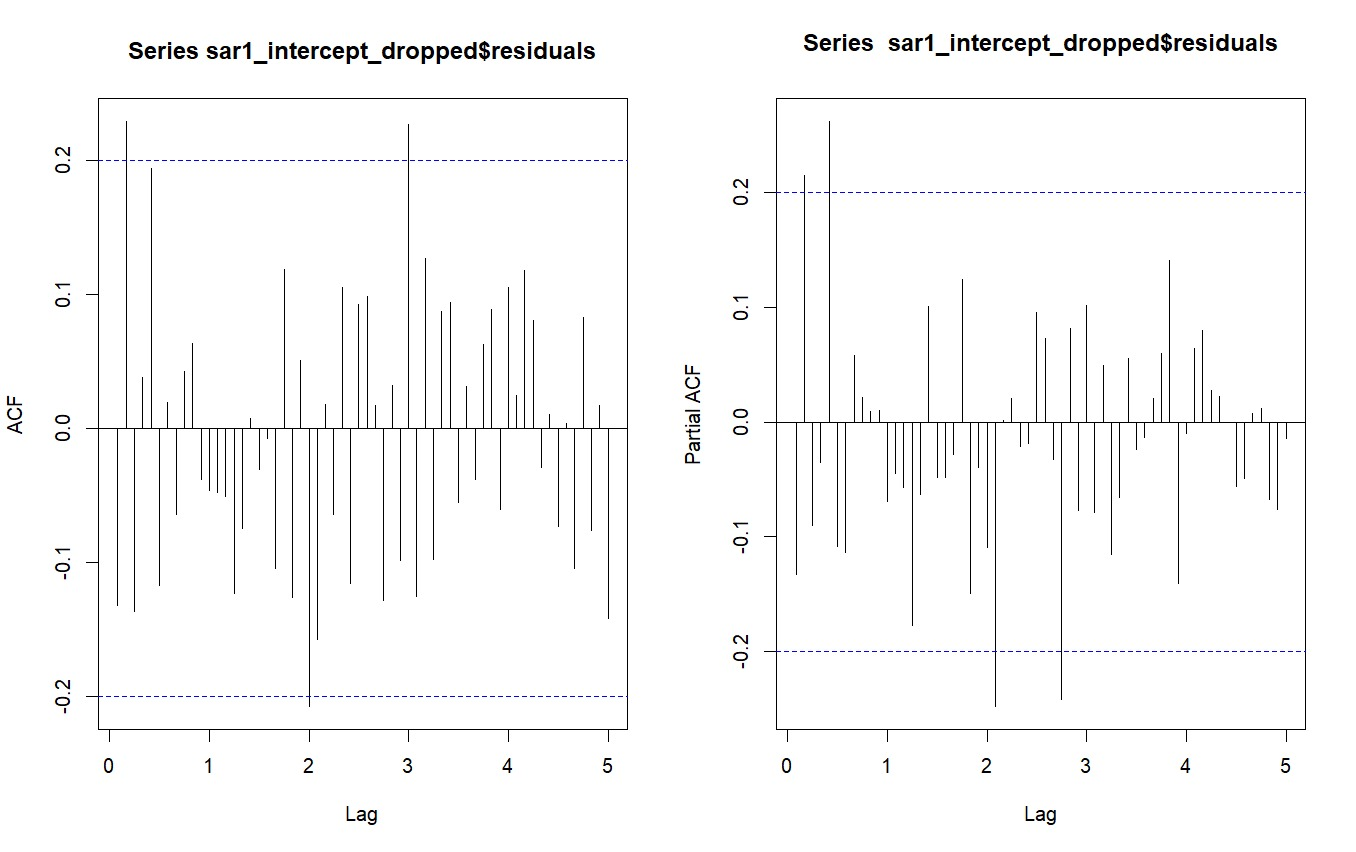 Series sar1_intercept_dropped$residuals
ACF
0.2
0.1
0.0
-0.1
-0.2
0 1 2 3 4 5
Lag
Series sar1_intercept_dropped$residuals
Partial ACF
0.2
0.1
0.0
-0.1
-0.2
0 1 2 3 4 5
Lag